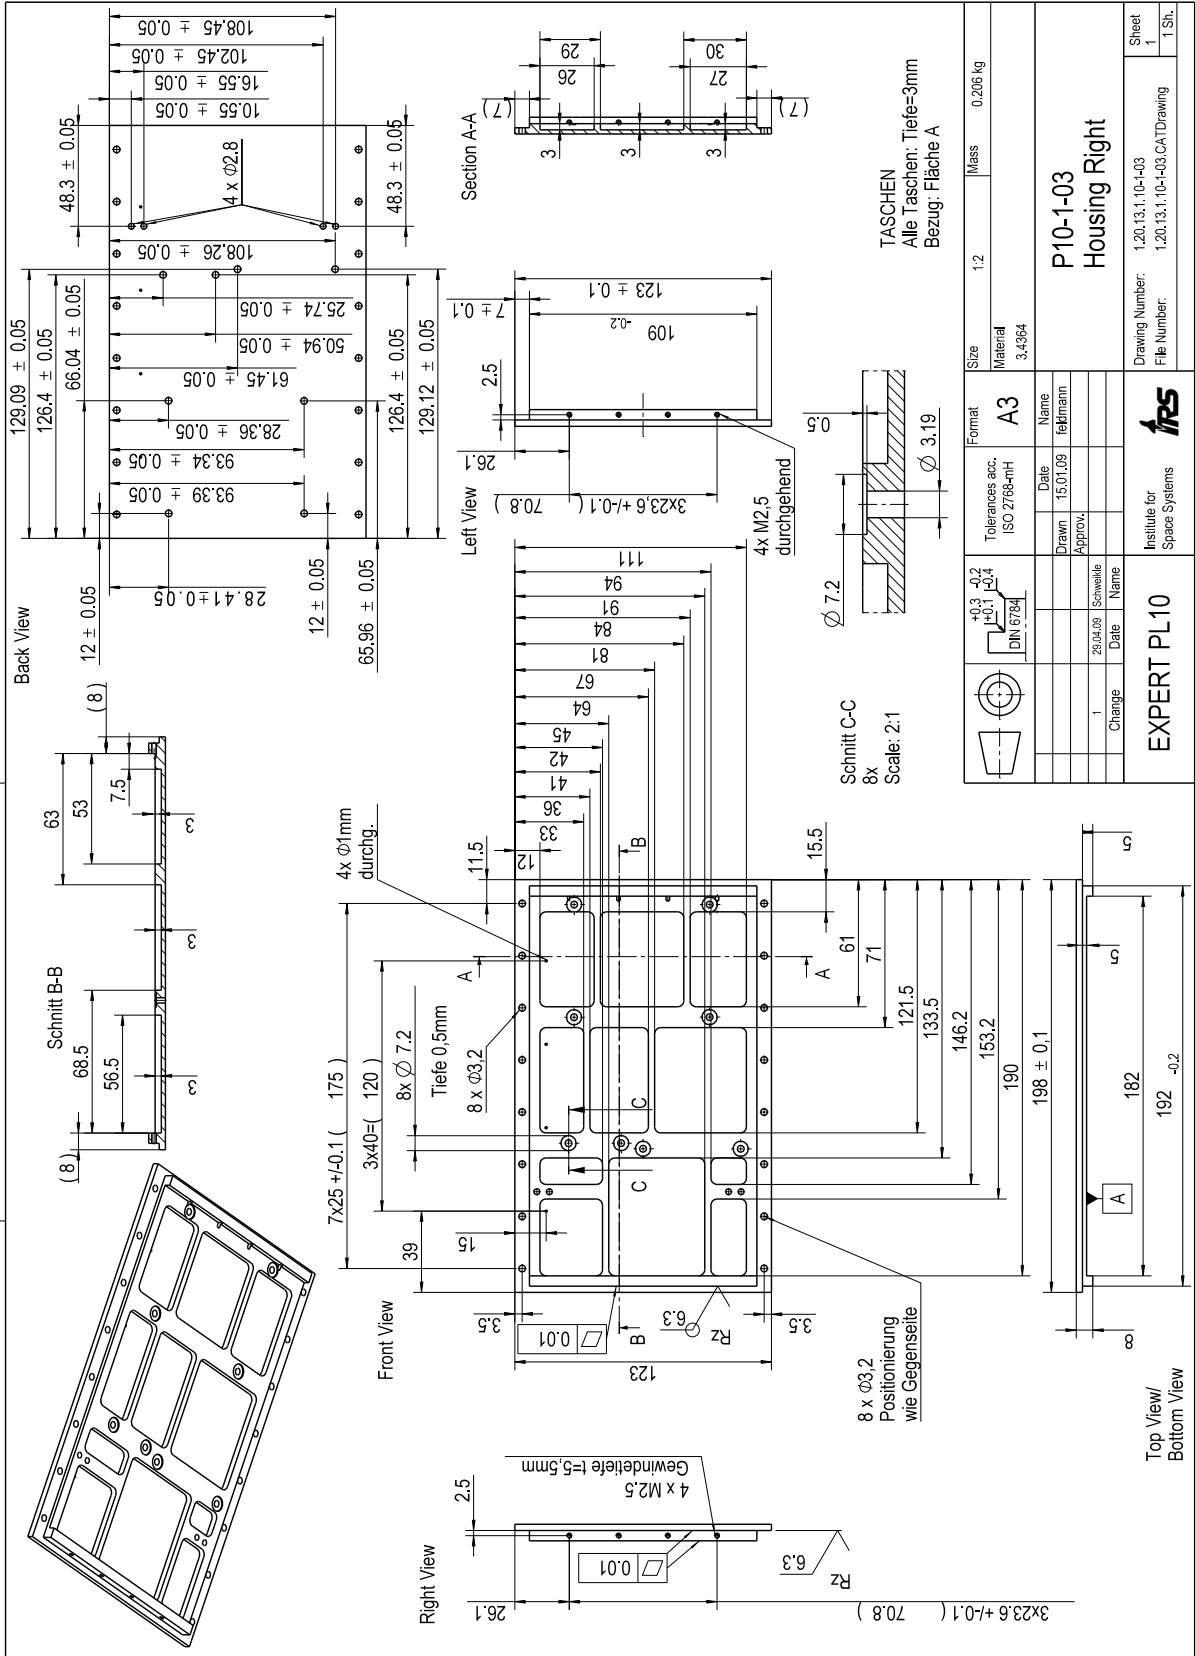 Back View
129.09 ± 0.05
126.4 ± 0.05
66.04 ± 0.05
48.3 ± 0.05
12 ± 0.05
108.45 ± 0.05
102.45 ± 0.05
16.55 ± 0.05
10.55 ± 0.05
4 x Φ2.8
108.26 ± 0.05
25.74 ± 0.05
50.94 ± 0.05
61.45 ± 0.05
28.36 ± 0.05
93.34 ± 0.05
93.39 ± 0.05
28.41±0.05
48.3 ± 0.05
126.4 ± 0.05
129.12 ± 0.05
12 ± 0.05
65.96 ± 0.05
Section A-A
(7)
29
26
30
27
(7)
3
3
3
Left View
26.1
2.5
7 ± 0.1
109 -0.2
123 ± 0.1
3x23,6 +/-0.1 ( 70.8 )
4x M2,5
durchgehend
TASCHEN
Alle Taschen: Tiefe=3mm
Bezug: Fläche A
Schnitt B-B
(8)
68.5
56.5
63
53
7.5
(8)
3
3
3
Front View
7x25 +/-0.1 ( 175 )
3x40=( 120 )
39
15
8x Ø 7.2
Tiefe 0,5mm
8 x Φ3,2
4x Φ1mm
durchg.
11.5
12
33
36
41
42
45
64
67
81
84
91
94
111
15.5
61
71
121.5
133.5
146.2
153.2
190
198 ± 0,1
A
A
B
B
C
C
3.5
3.5
123
0.01
Rz 6.3
8 x Φ3,2
Positionierung
wie Gegenseite
Schnitt C-C
8x
Scale: 2:1
Ø 7.2
0.5
Ø 3.19
Right View
26.1
2.5
4 x M2.5
Gewindetiefe t=5,5mm
0.01
Rz 6.3
3x23.6 +/-0.1 ( 70.8 )
Top View/
Bottom View
8
5
5
182
192 -0.2
A
+0.3 -0.2
+0.1 -0.4
DIN 6784
Tolerances acc.
ISO 2768-mH
Format
A3
Size
1:2
Mass
0.206 kg
Material
3.4364
Date
Name
Drawn
15.01.09
feldmann
Approv.
1
29.04.09
Schweikle
Change
Date
Name
P10-1-03
Housing Right
EXPERT PL10
Institute for
Space Systems
IRS
Drawing Number: 1.20.13.1.10-1-03
File Number: 1.20.13.1.10-1-03.CATDrawing
Sheet
1
1 Sh.